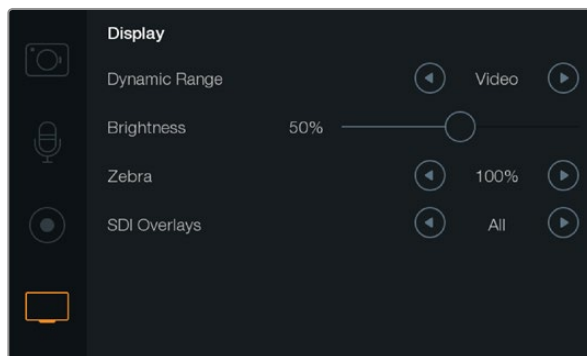 Display
Dynamic Range Video
Brightness 50%
Zebra 100%
SDI Overlays All